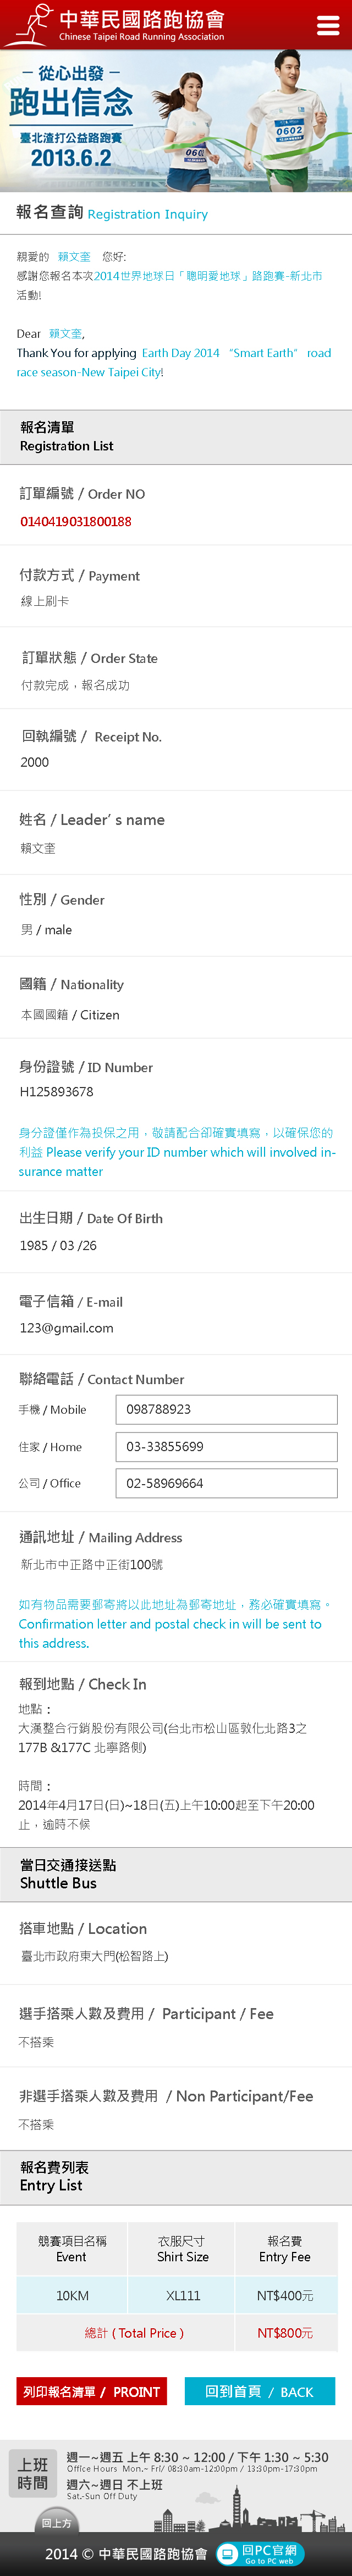 中華民國路跑協會
Chinese Taipei Road Running Association
從心出發
跑出信念
臺北渣打公益路跑賽
2013.6.2
0602
報名查詢 Registration Inquiry
親愛的 賴文奎 您好:
感謝您報名本次2014世界地球日「聰明愛地球」路跑賽-新北市
活動!
Dear 賴文奎,
Thank You for applying Earth Day 2014 “Smart Earth” road
race season-New Taipei City!
報名清單
Registration List
訂單編號 / Order NO
0140419031800188
付款方式 / Payment
線上刷卡
訂單狀態 / Order State
付款完成，報名成功
回執編號 / Receipt No.
2000
姓名 / Leader’ s name
賴文奎
性別 / Gender
男 / male
國籍 / Nationality
本國國籍 / Citizen
身份證號 / ID Number
H125893678
身分證僅作為投保之用，敬請配合卻確實填寫，以確保您的
利益 Please verify your ID number which will involved in-
surance matter
出生日期 / Date Of Birth
1985 / 03 /26
電子信箱 / E-mail
123@gmail.com
聯絡電話 / Contact Number
手機 / Mobile 098788923
住家 / Home 03-33855699
公司 / Office 02-58969664
通訊地址 / Mailing Address
新北市中正路中正街100號
如有物品需要郵寄將以此地址為郵寄地址，務必確實填寫。
Confirmation letter and postal check in will be sent to
this address.
報到地點 / Check In
地點：
大漢整合行銷股份有限公司(台北市松山區敦化北路3之
177B &177C 北寧路側)
時間：
2014年4月17日(日)~18日(五)上午10:00起至下午20:00
止，逾時不候
當日交通接送點
Shuttle Bus
搭車地點 / Location
臺北市政府東大門(松智路上)
選手搭乘人數及費用 / Participant / Fee
不搭乘
非選手搭乘人數及費用 / Non Participant/Fee
不搭乘
報名費列表
Entry List
競賽項目名稱 衣服尺寸 報名費
Event Shirt Size Entry Fee
10KM XL111 NT$400元
總計 ( Total Price ) NT$800元
列印報名清單 / PROINT 回到首頁 / BACK
上班
時間
週一~週五 上午 8:30 ~ 12:00 / 下午 1:30 ~ 5:30
Office Hours Mon.~ Fri/ 08:30am-12:00pm / 13:30pm-17:30pm
週六~週日 不上班
Sat.-Sun Off Duty
回上方
2014 © 中華民國路跑協會
回PC官網
Go to PC web